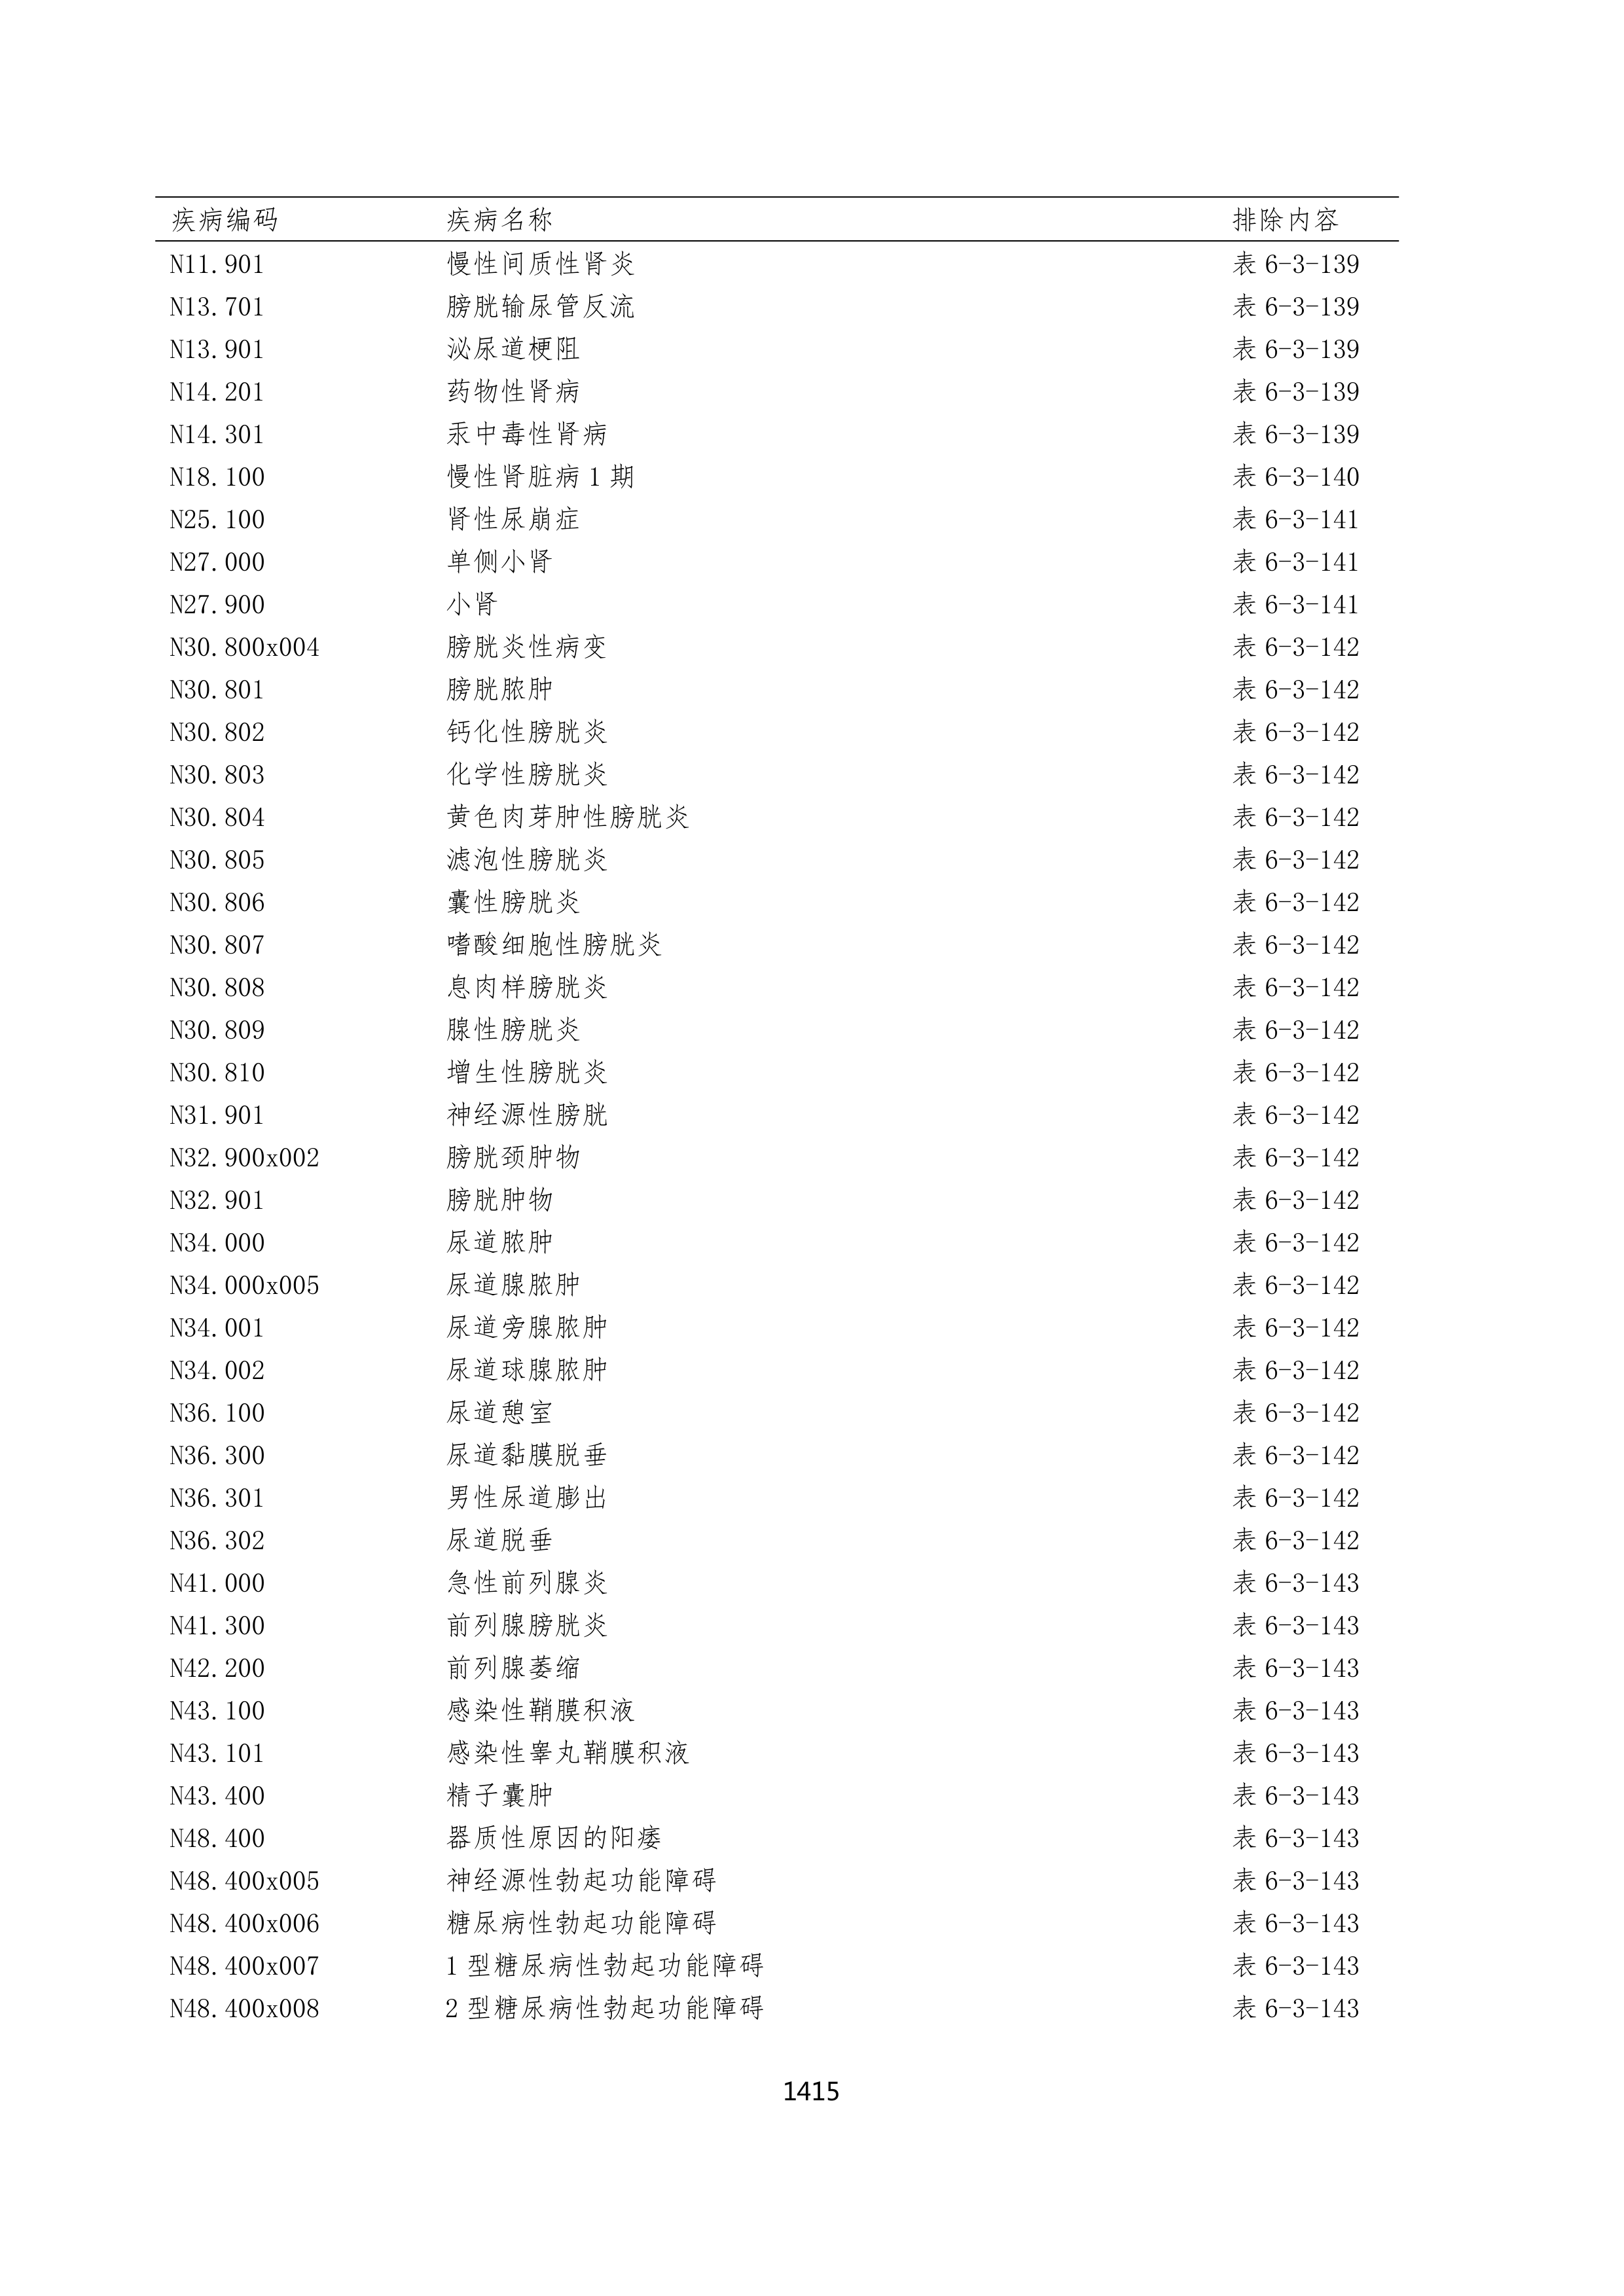 疾病编码 疾病名称 排除内容
N11.901 慢性间质性肾炎 表 6-3-139
N13.701 膀胱输尿管反流 表 6-3-139
N13.901 泌尿道梗阻 表 6-3-139
N14.201 药物性肾病 表 6-3-139
N14.301 汞中毒性肾病 表 6-3-139
N18.100 慢性肾脏病 1 期 表 6-3-140
N25.100 肾性尿崩症 表 6-3-141
N27.000 单侧小肾 表 6-3-141
N27.900 小肾 表 6-3-141
N30.800x004 膀胱炎性病变 表 6-3-142
N30.801 膀胱脓肿 表 6-3-142
N30.802 钙化性膀胱炎 表 6-3-142
N30.803 化学性膀胱炎 表 6-3-142
N30.804 黄色肉芽肿性膀胱炎 表 6-3-142
N30.805 滤泡性膀胱炎 表 6-3-142
N30.806 囊性膀胱炎 表 6-3-142
N30.807 嗜酸细胞性膀胱炎 表 6-3-142
N30.808 息肉样膀胱炎 表 6-3-142
N30.809 腺性膀胱炎 表 6-3-142
N30.810 增生性膀胱炎 表 6-3-142
N31.901 神经源性膀胱 表 6-3-142
N32.900x002 膀胱颈肿物 表 6-3-142
N32.901 膀胱肿物 表 6-3-142
N34.000 尿道脓肿 表 6-3-142
N34.000x005 尿道腺脓肿 表 6-3-142
N34.001 尿道旁腺脓肿 表 6-3-142
N34.002 尿道球腺脓肿 表 6-3-142
N36.100 尿道憩室 表 6-3-142
N36.300 尿道黏膜脱垂 表 6-3-142
N36.301 男性尿道膨出 表 6-3-142
N36.302 尿道脱垂 表 6-3-142
N41.000 急性前列腺炎 表 6-3-143
N41.300 前列腺膀胱炎 表 6-3-143
N42.200 前列腺萎缩 表 6-3-143
N43.100 感染性鞘膜积液 表 6-3-143
N43.101 感染性睾丸鞘膜积液 表 6-3-143
N43.400 精子囊肿 表 6-3-143
N48.400 器质性原因的阳痿 表 6-3-143
N48.400x005 神经源性勃起功能障碍 表 6-3-143
N48.400x006 糖尿病性勃起功能障碍 表 6-3-143
N48.400x007 1 型糖尿病性勃起功能障碍 表 6-3-143
N48.400x008 2 型糖尿病性勃起功能障碍 表 6-3-143
1415